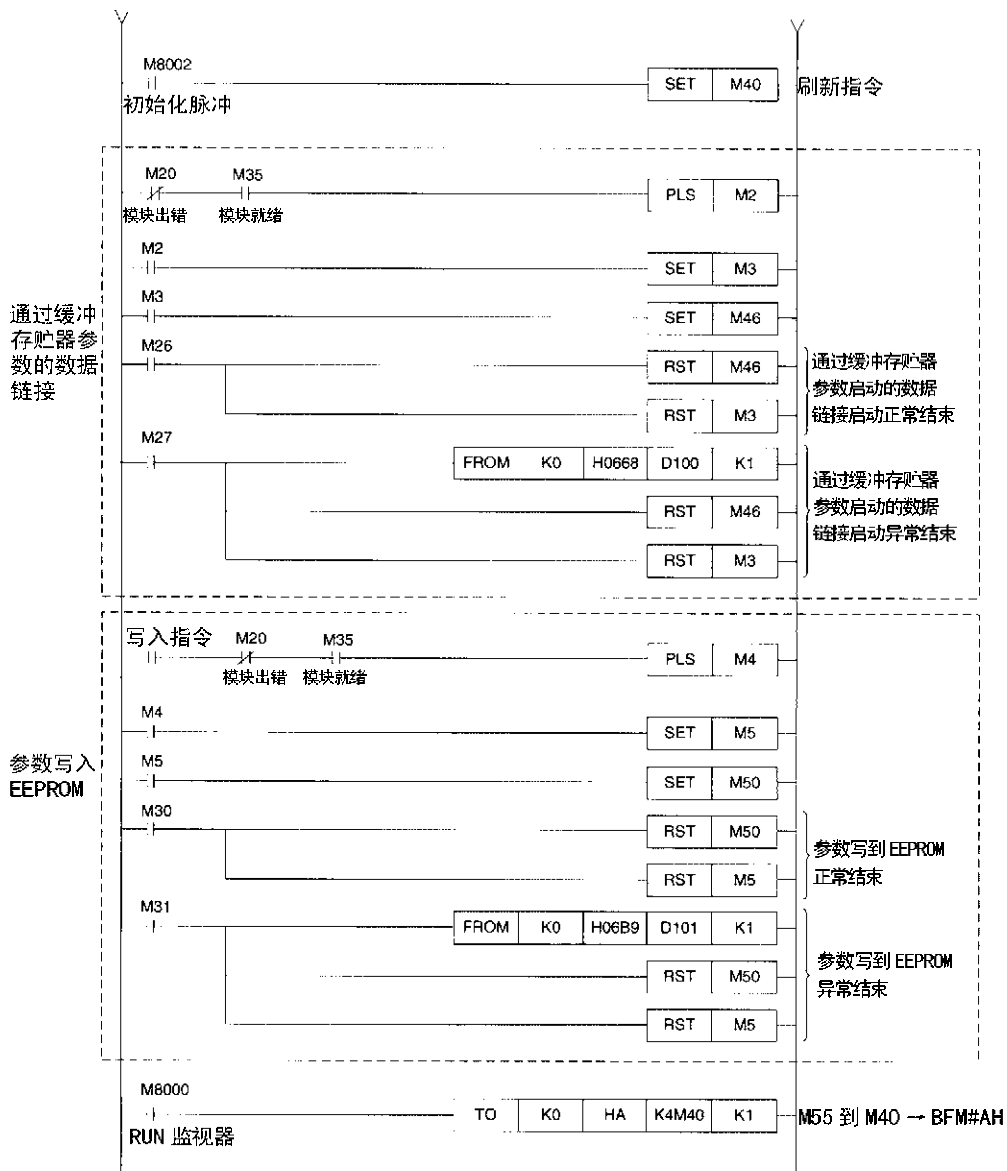 M8002
SET M40 刷新指令
初始化脉冲
M20 M35
PLS M2
模块出错 模块就绪
M2
SET M3
M3
SET M46
通过缓冲
存贮器参
数的数据
链接
M26
RST M46
RST M3
通过缓冲存贮器
参数启动的数据
链接启动正常结束
M27
FROM K0 H0668 D100 K1
RST M46
RST M3
通过缓冲存贮器
参数启动的数据
链接启动异常结束
写入指令 M20 M35
PLS M4
模块出错 模块就绪
M4
SET M5
参数写入
EEPROM
M5
SET M50
M30
RST M50
RST M5
参数写到 EEPROM
正常结束
M31
FROM K0 H06B9 D101 K1
RST M50
RST M5
参数写到 EEPROM
异常结束
M8000
TO K0 HA K4M40 K1 M55 到 M40 → BFM#AH
RUN 监视器